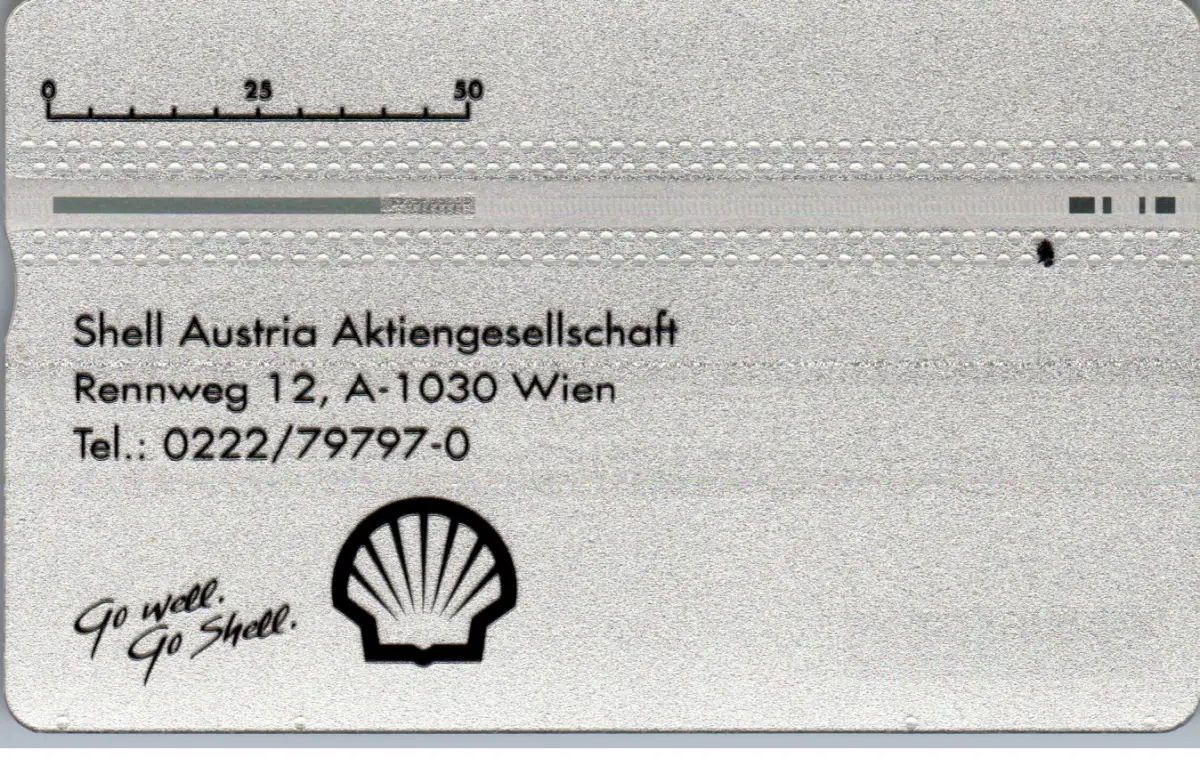 0 25 50
Shell Austria Aktiengesellschaft
Rennweg 12, A-1030 Wien
Tel.: 0222/79797-0
Go well.
Go Shell.